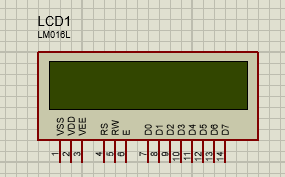 LCD1
LM016L
VSS VDD VEE RS RW E D0 D1 D2 D3 D4 D5 D6 D7
1 2 3 4 5 6 7 8 9 10 11 12 13 14